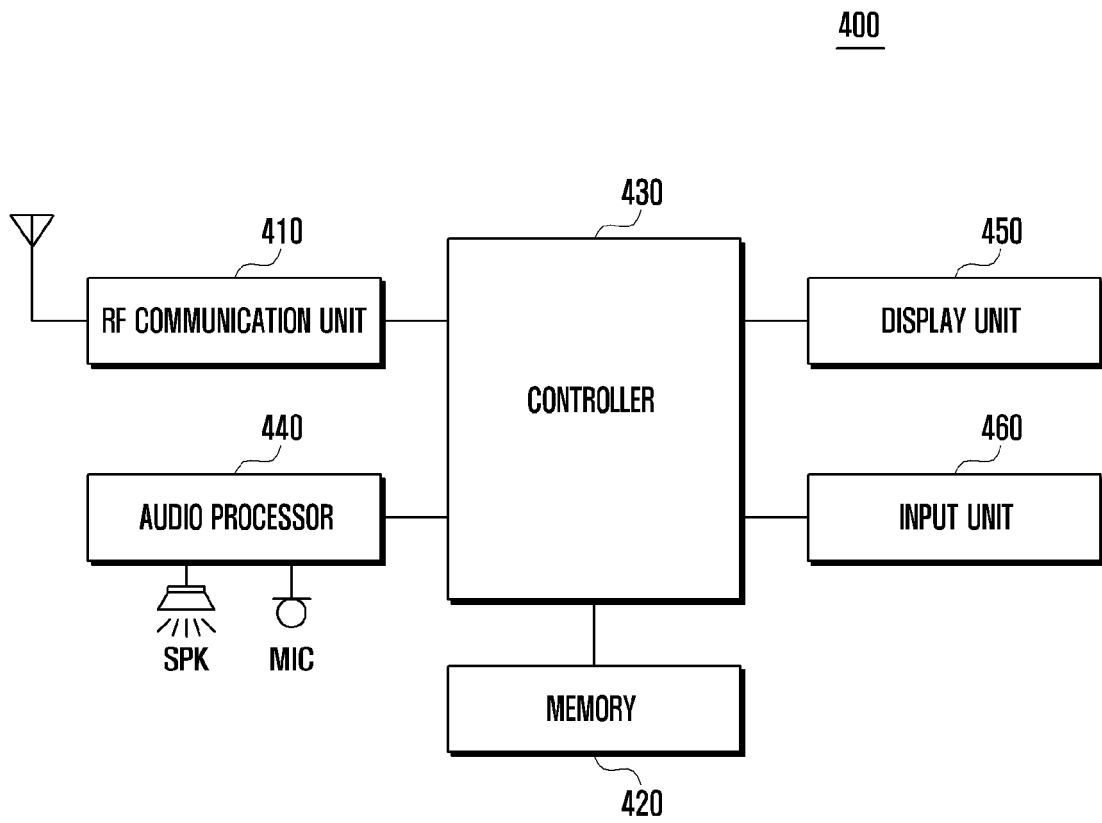 400
430
410
450
RF COMMUNICATION UNIT
DISPLAY UNIT
CONTROLLER
440
460
AUDIO PROCESSOR
INPUT UNIT
SPK
MIC
MEMORY
420